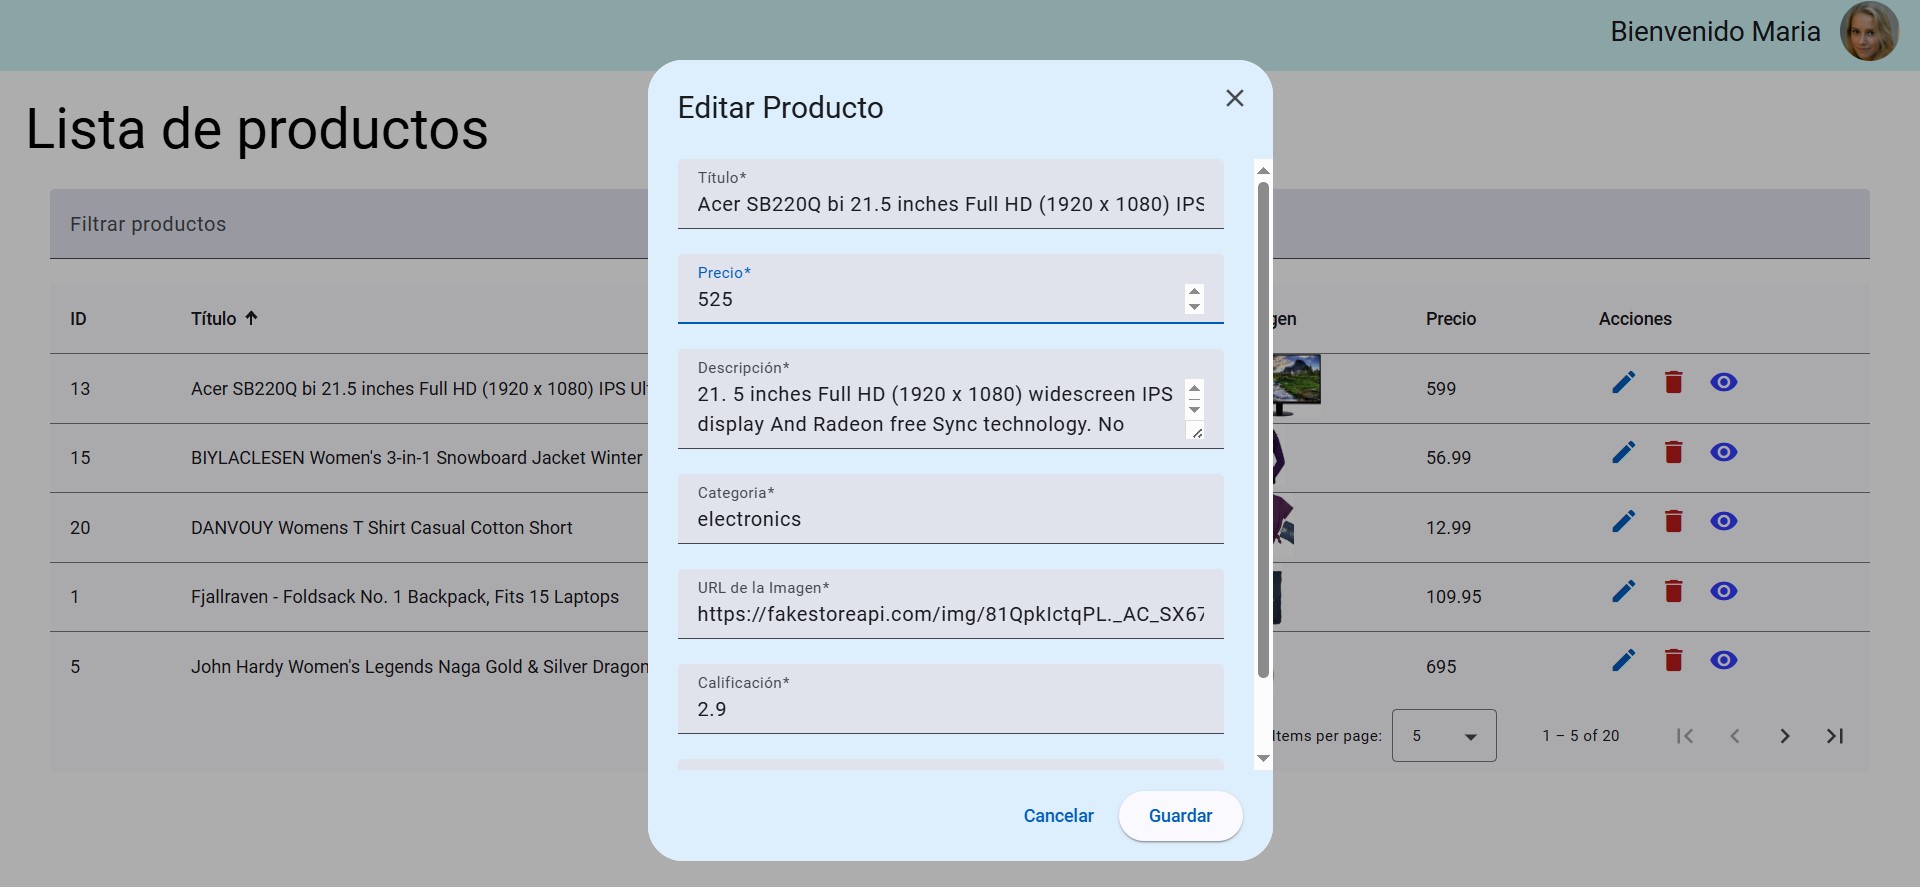 Bienvenido Maria
Lista de productos
Filtrar productos
ID Título gen Precio Acciones
13 Acer SB220Q bi 21.5 inches Full HD (1920 x 1080) IPS Ul 599
15 BIYLACLESEN Women's 3-in-1 Snowboard Jacket Winter 56.99
20 DANVOUY Womens T Shirt Casual Cotton Short 12.99
1 Fjallraven - Foldsack No. 1 Backpack, Fits 15 Laptops 109.95
5 John Hardy Women's Legends Naga Gold & Silver Dragon 695
Items per page: 5 1 – 5 of 20
Editar Producto
Título*
Acer SB220Q bi 21.5 inches Full HD (1920 x 1080) IPS
Precio*
525
Descripción*
21. 5 inches Full HD (1920 x 1080) widescreen IPS
display And Radeon free Sync technology. No
Categoria*
electronics
URL de la Imagen*
https://fakestoreapi.com/img/81QpkIctqPL._AC_SX67
Calificación*
2.9
Cancelar Guardar